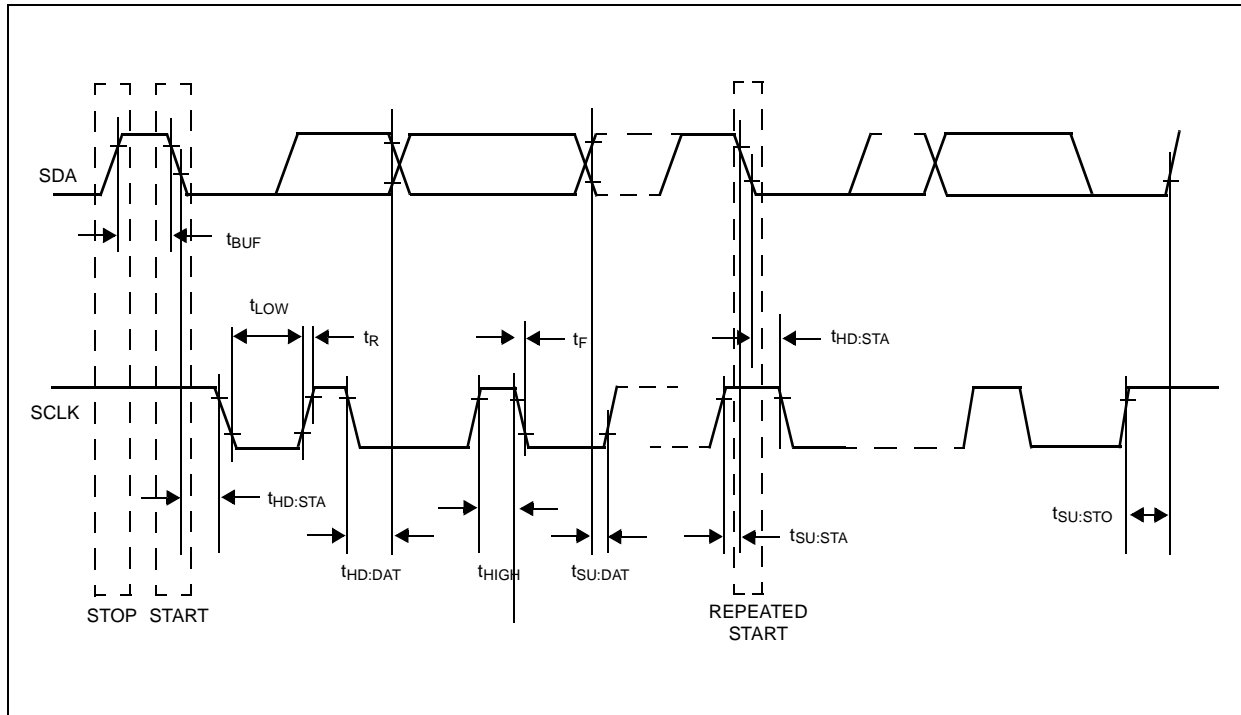 SDA
tBUF
tLOW
tR
tF
tHD:STA
SCLK
tHD:STA
tSU:STA
tSU:STO
tHD:DAT
tHIGH
tSU:DAT
STOP
START
REPEATED
START